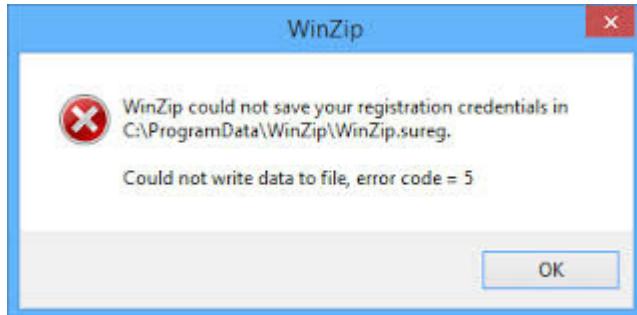 WinZip
WinZip could not save your registration credentials in
C:\ProgramData\WinZip\WinZip.sureg.
Could not write data to file, error code = 5
OK